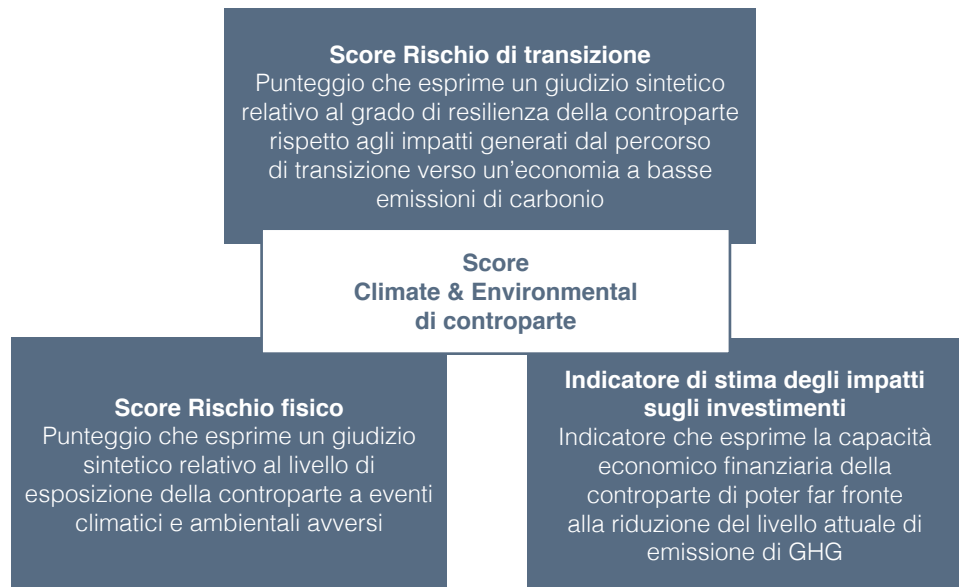 Score Rischio di transizione
Punteggio che esprime un giudizio sintetico
relativo al grado di resilienza della controparte
rispetto agli impatti generati dal percorso
di transizione verso un'economia a basse
emissioni di carbonio
Score
Climate & Environmental
di controparte
Score Rischio fisico
Punteggio che esprime un giudizio
sintetico relativo al livello di
esposizione della controparte a eventi
climatici e ambientali avversi
Indicatore di stima degli impatti
sugli investimenti
Indicatore che esprime la capacità
economico finanziaria della
controparte di poter far fronte
alla riduzione del livello attuale di
emissione di GHG